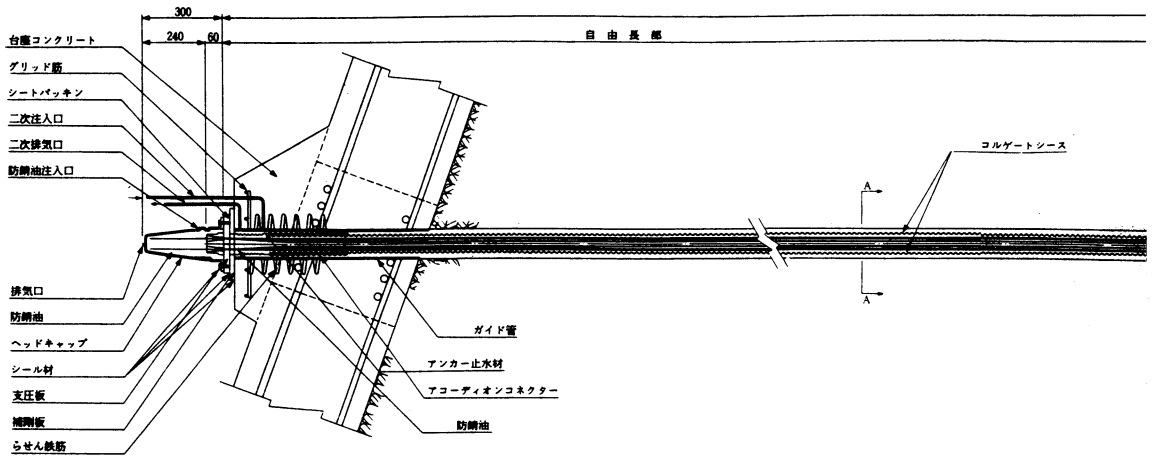 300
240
60
自由長部
台座コンクリート
グリッド筋
シートパッキン
二次注入口
二次排気口
防錆油注入口
排気口
防錆油
ヘッドキャップ
シール材
支圧板
補剛板
らせん鉄筋
コルゲートシース
A
A
ガイド管
アンカー止水材
アコーディオンコネクター
防錆油